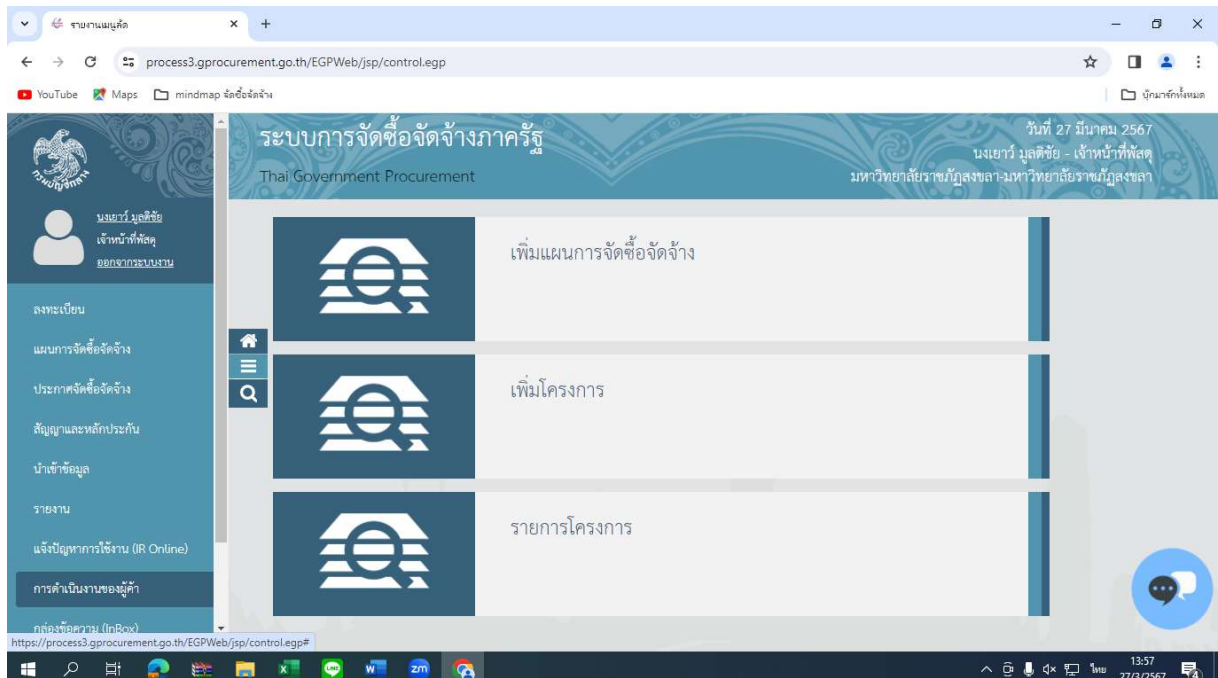 รายงานเมนูลัด
process3.gprocurement.go.th/EGPWeb/jsp/control.egp
YouTube Maps mindmap จัดซื้อจัดจ้าง บุ๊กมาร์กทั้งหมด
กรมบัญชีกลาง
ระบบการจัดซื้อจัดจ้างภาครัฐ
Thai Government Procurement
วันที่ 27 มีนาคม 2567
นงเยาว์ มูลดิชัย - เจ้าหน้าที่พัสดุ
มหาวิทยาลัยราชภัฏสงขลา-มหาวิทยาลัยราชภัฏสงขลา
นงเยาว์ มูลดิชัย
เจ้าหน้าที่พัสดุ
ออกจากระบบงาน
ลงทะเบียน
แผนการจัดซื้อจัดจ้าง
ประกาศจัดซื้อจัดจ้าง
สัญญาและหลักประกัน
นำเข้าข้อมูล
รายงาน
แจ้งปัญหาการใช้งาน (IR Online)
การดำเนินงานของผู้ค้า
กล่องข้อความ (InBox)
เพิ่มแผนการจัดซื้อจัดจ้าง
เพิ่มโครงการ
รายการโครงการ
https://process3.gprocurement.go.th/EGPWeb/jsp/control.egp#
ไทย
13:57
27/3/2567